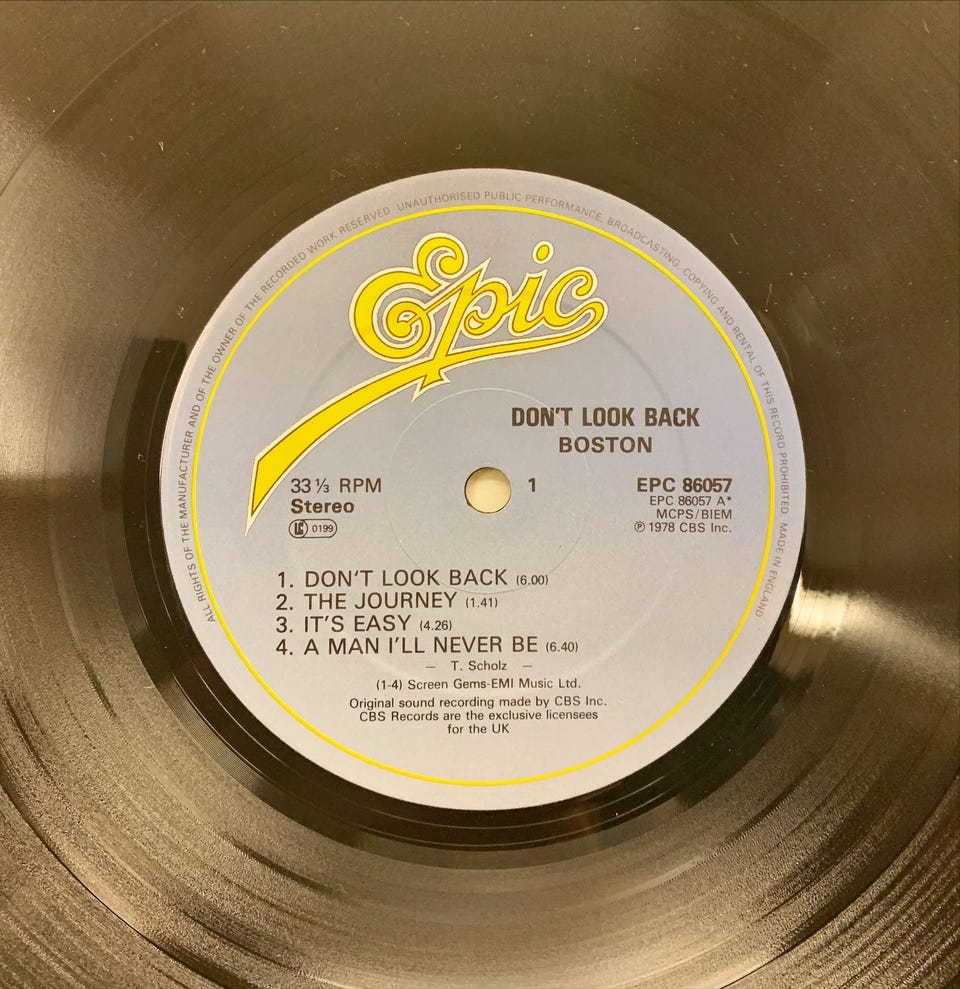 ALL RIGHTS OF THE MANUFACTURER AND OF THE OWNER OF THE RECORDED WORK RESERVED UNAUTHORISED PUBLIC PERFORMANCE, BROADCASTING, COPYING AND RENTAL OF THIS RECORD PROHIBITED. MADE IN ENGLAND
Epic
DON'T LOOK BACK
BOSTON
33⅓ RPM
Stereo
LC 0199
1
EPC 86057
EPC 86057 A*
MCPS/BIEM
℗ 1978 CBS Inc.
1. DON'T LOOK BACK (6.00)
2. THE JOURNEY (1.41)
3. IT'S EASY (4.26)
4. A MAN I'LL NEVER BE (6.40)
— T. Scholz —
(1-4) Screen Gems-EMI Music Ltd.
Original sound recording made by CBS Inc.
CBS Records are the exclusive licensees
for the UK